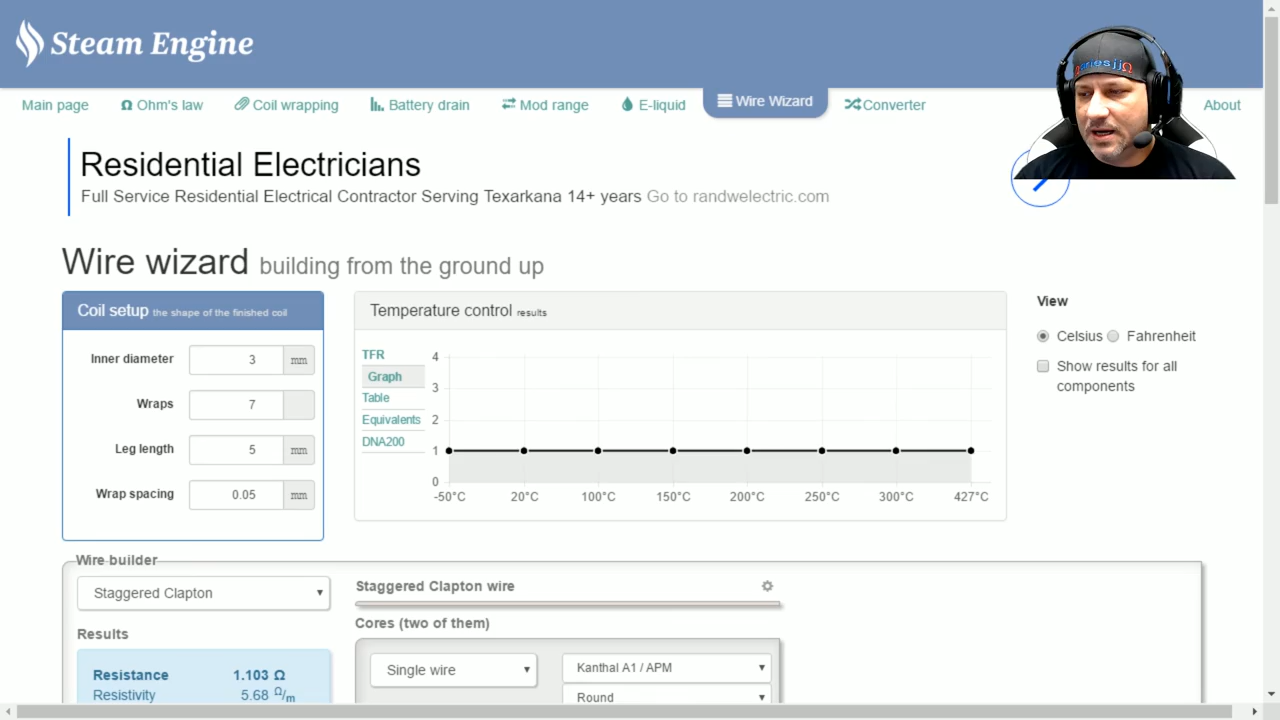 Steam Engine
Main page
Ohm's law
Coil wrapping
Battery drain
Mod range
E-liquid
Wire Wizard
Converter
About
Residential Electricians
Full Service Residential Electrical Contractor Serving Texarkana 14+ years Go to randwelectric.com
Wire wizard building from the ground up
Coil setup the shape of the finished coil
Inner diameter 3 mm
Wraps 7
Leg length 5 mm
Wrap spacing 0.05 mm
Temperature control results
TFR
Graph
Table
Equivalents
DNA200
4
3
2
1
0
-50°C 20°C 100°C 150°C 200°C 250°C 300°C 427°C
View
Celsius Fahrenheit
Show results for all
components
Wire builder
Staggered Clapton
Results
Resistance 1.103 Ω
Resistivity 5.68 Ω/m
Staggered Clapton wire
Cores (two of them)
Single wire
Kanthal A1 / APM
Round